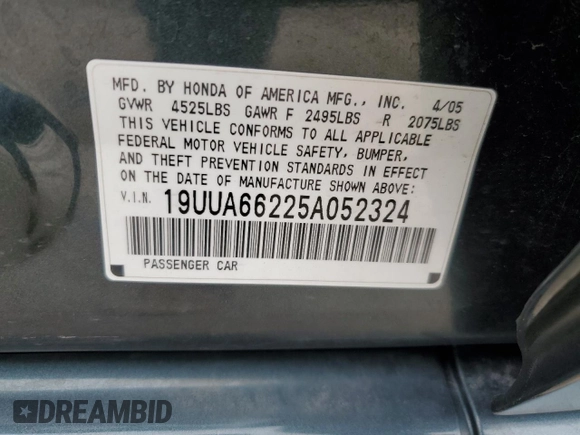 MFD. BY HONDA OF AMERICA MFG., INC. 4/05
GVWR 4525LBS GAWR F 2495LBS R 2075LBS
THIS VEHICLE CONFORMS TO ALL APPLICABLE
FEDERAL MOTOR VEHICLE SAFETY, BUMPER,
AND THEFT PREVENTION STANDARDS IN EFFECT
ON THE DATE OF MANUFACTURE SHOWN ABOVE:
V.I.N. 19UUA66225A052324
PASSENGER CAR
DREAMBID